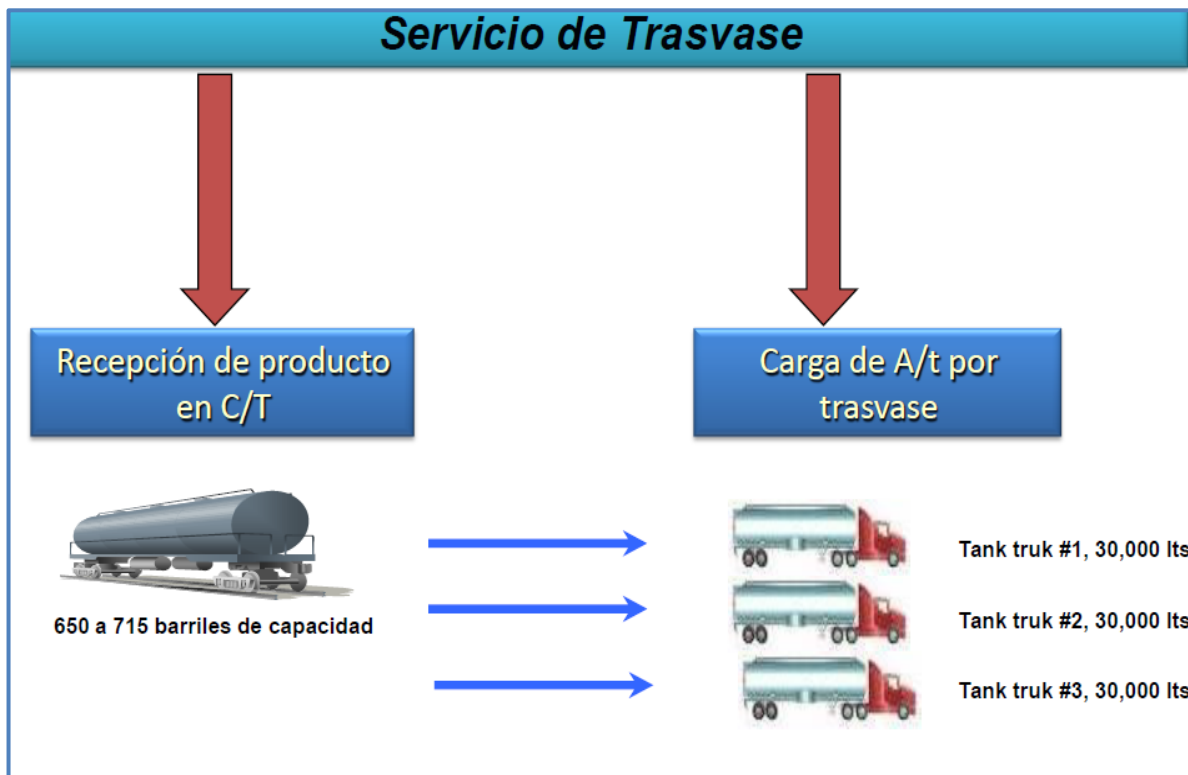 Servicio de Trasvase
Recepción de producto
en C/T
Carga de A/t por
trasvase
650 a 715 barriles de capacidad
Tank truk #1, 30,000 lts
Tank truk #2, 30,000 lts
Tank truk #3, 30,000 lts